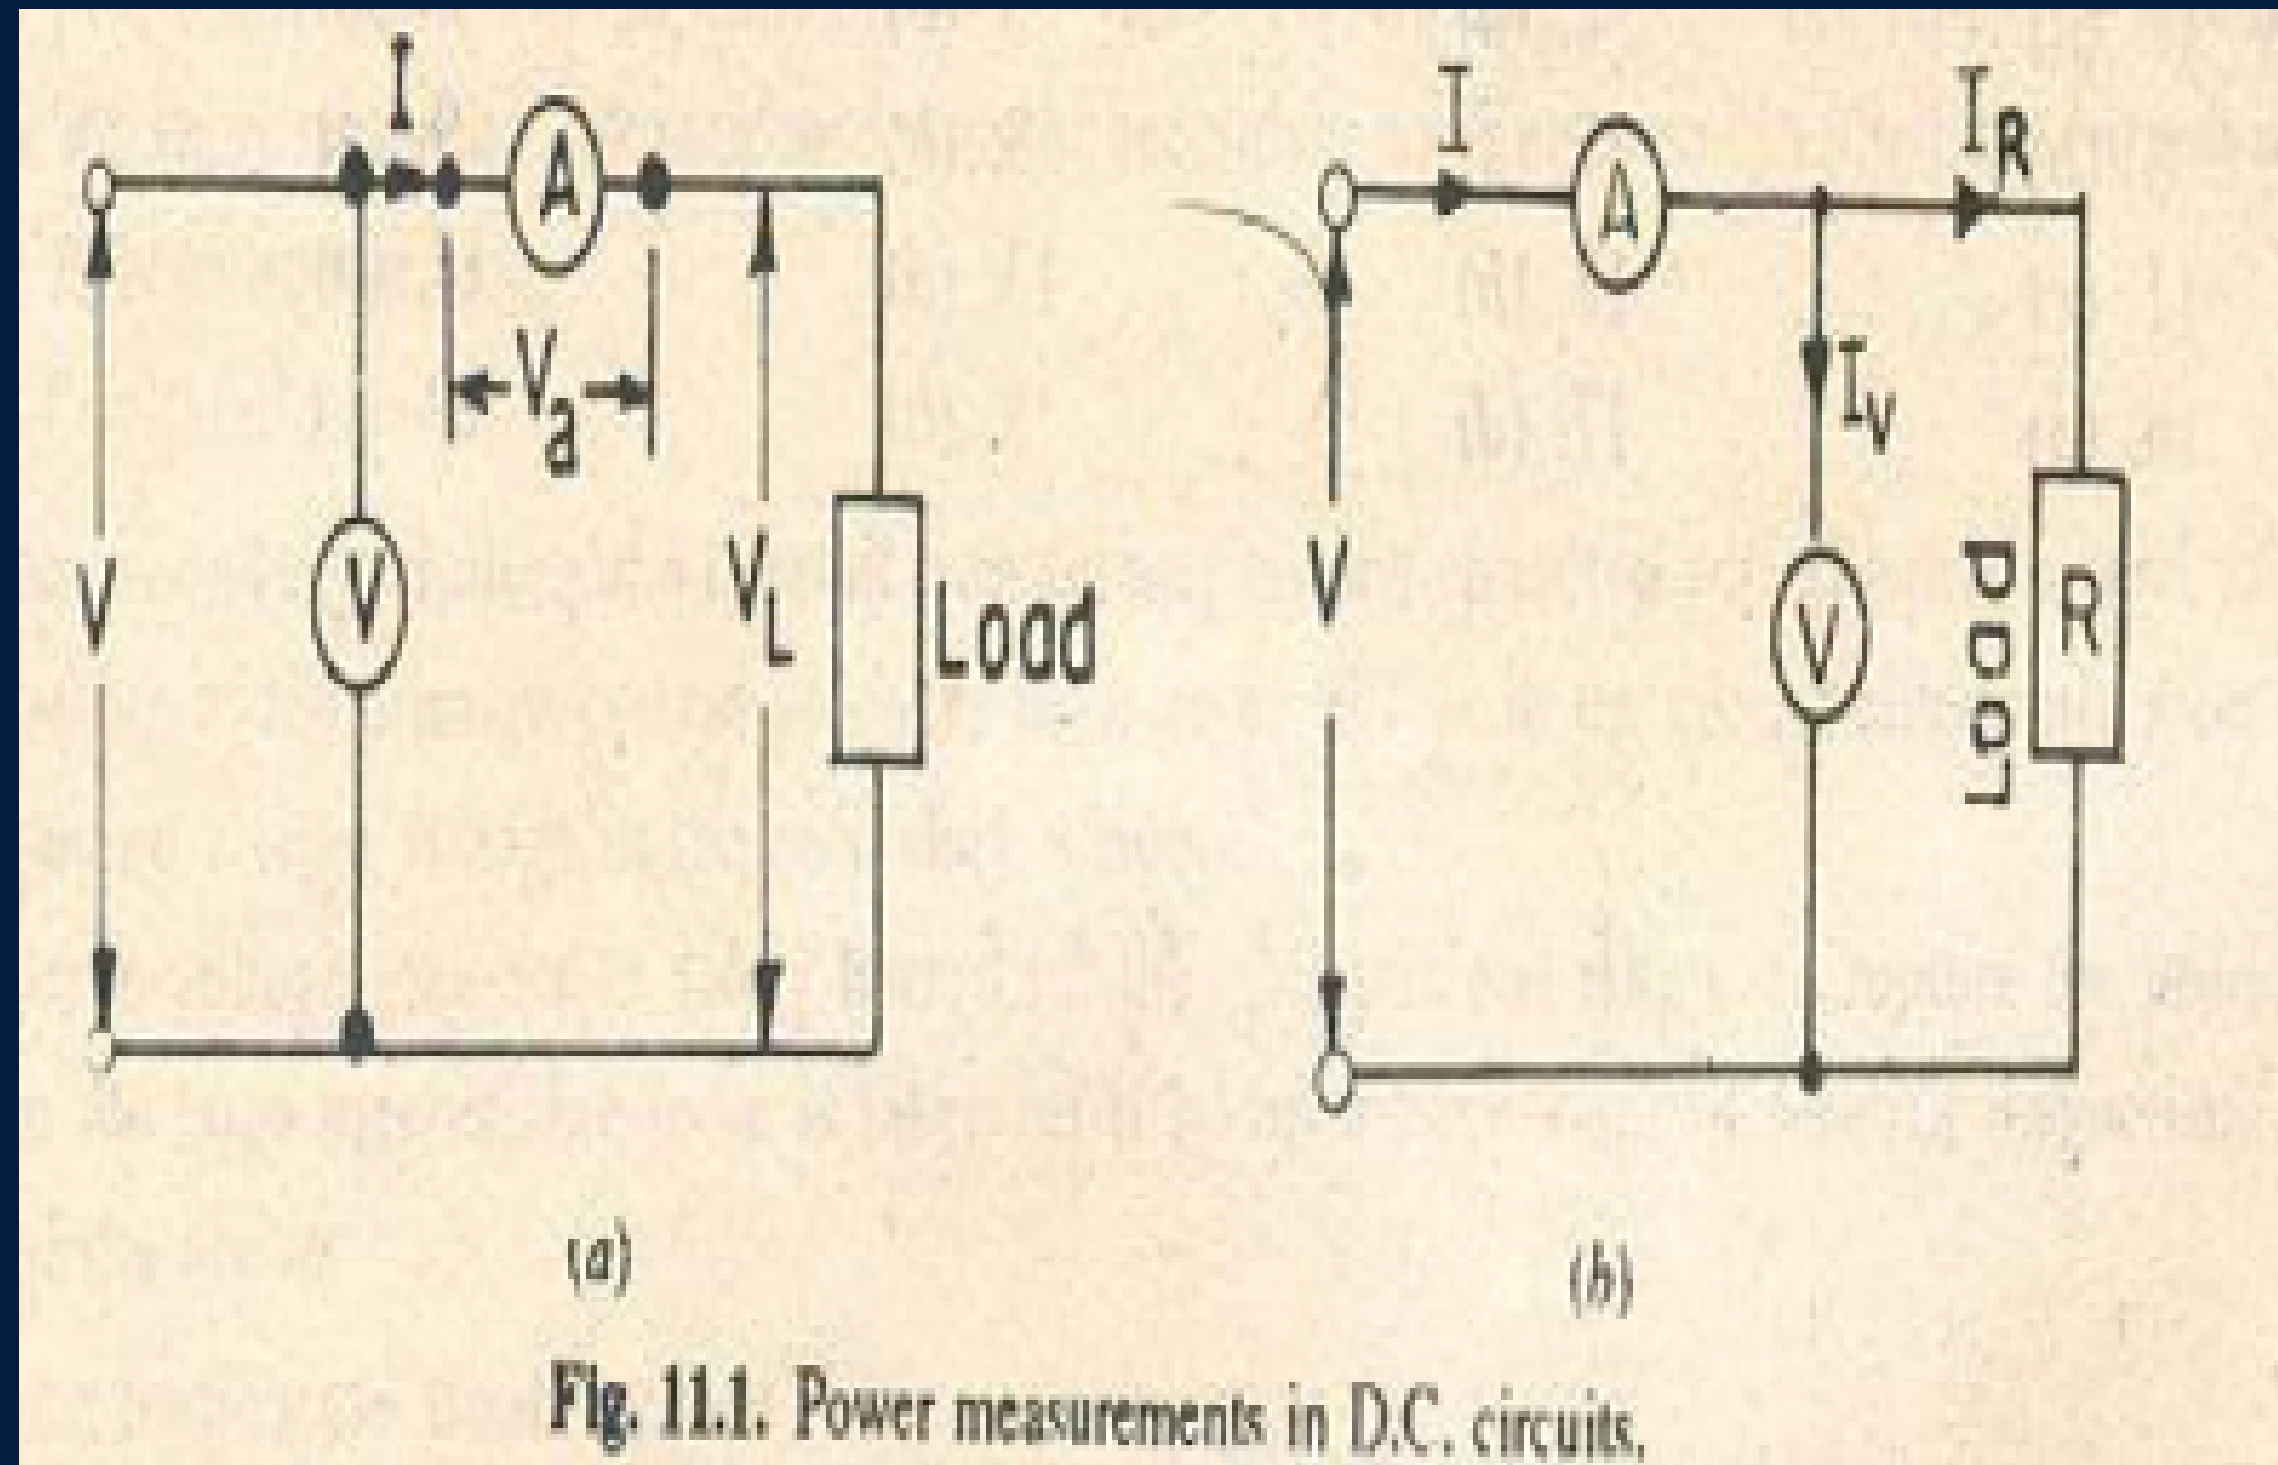 I
A
V
V
Va
VL
Load
I
IR
A
IV
V
V
R
Load
(a)
(b)
Fig. 11.1. Power measurements in D.C. circuits.